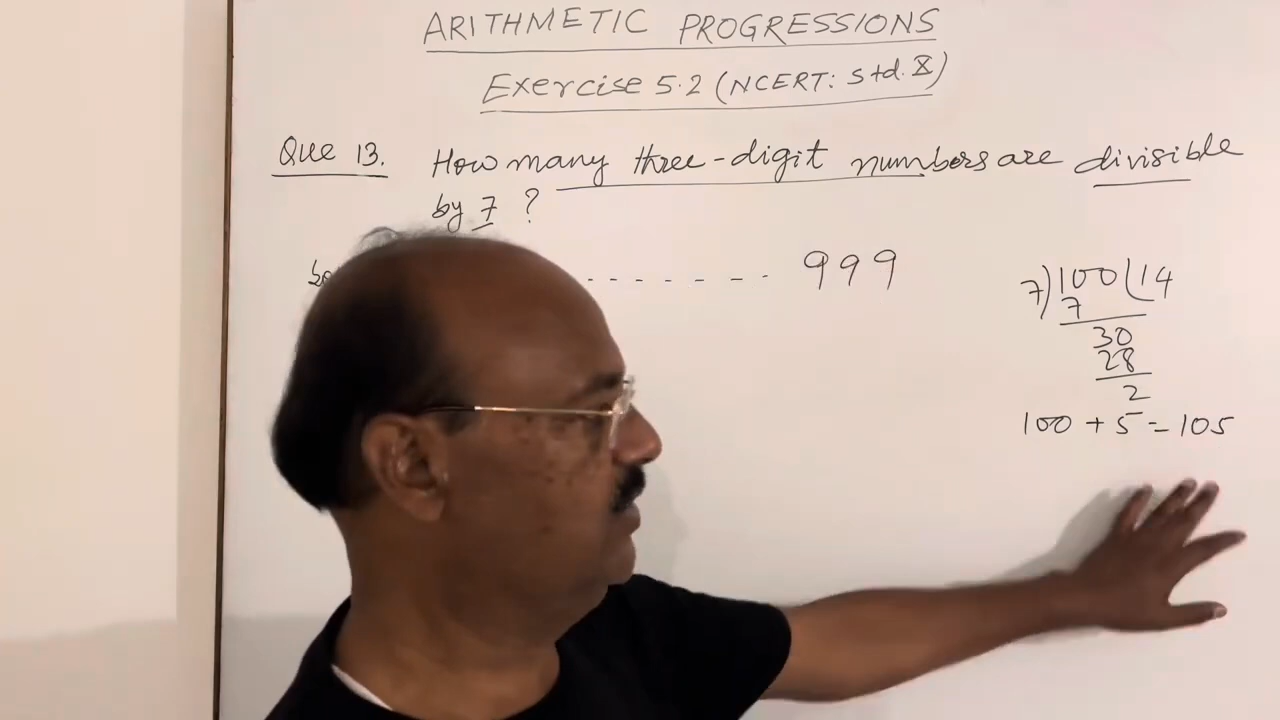 ARITHMETIC PROGRESSIONS
Exercise 5.2 (NCERT: Std. X)
Que 13. How many three-digit numbers are divisible
by 7 ?
- - - - - - - 999
7)100(14
7
30
28
2
100 + 5 = 105